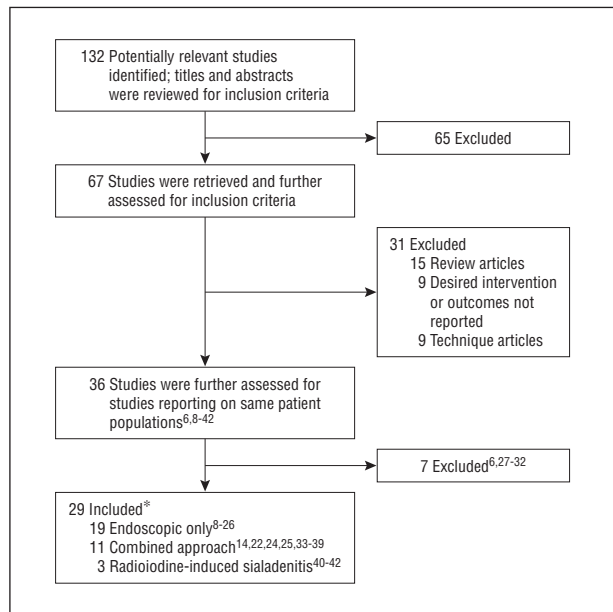 132 Potentially relevant studies
identified; titles and abstracts
were reviewed for inclusion criteria
65 Excluded
67 Studies were retrieved and further
assessed for inclusion criteria
31 Excluded
15 Review articles
9 Desired intervention
or outcomes not
reported
9 Technique articles
36 Studies were further assessed for
studies reporting on same patient
populations6,8-42
7 Excluded6,27-32
29 Included*
19 Endoscopic only8-26
11 Combined approach14,22,24,25,33-39
3 Radioiodine-induced sialadenitis40-42